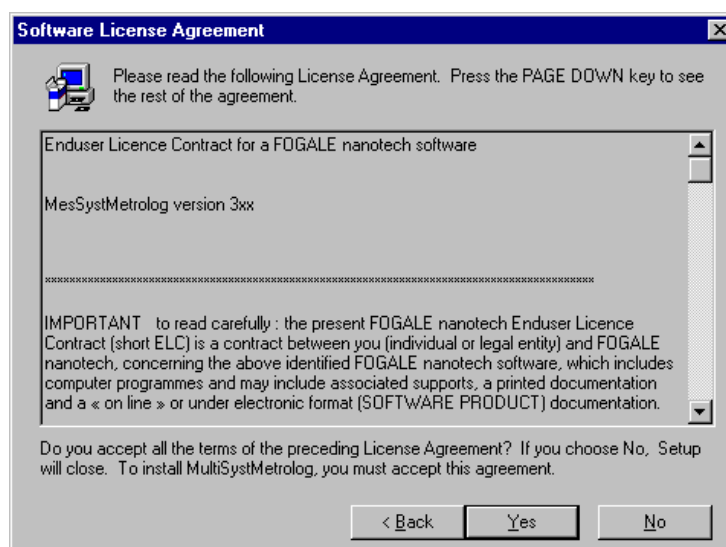 Software License Agreement
Please read the following License Agreement. Press the PAGE DOWN key to see
the rest of the agreement.
Enduser Licence Contract for a FOGALE nanotech software
MesSystMetrolog version 3xx
IMPORTANT to read carefully : the present FOGALE nanotech Enduser Licence
Contract (short ELC) is a contract between you (individual or legal entity) and FOGALE
nanotech, concerning the above identified FOGALE nanotech software, which includes
computer programmes and may include associated supports, a printed documentation
and a « on line » or under electronic format (SOFTWARE PRODUCT) documentation.
Do you accept all the terms of the preceding License Agreement? If you choose No, Setup
will close. To install MultiSystMetrolog, you must accept this agreement.
< Back Yes No